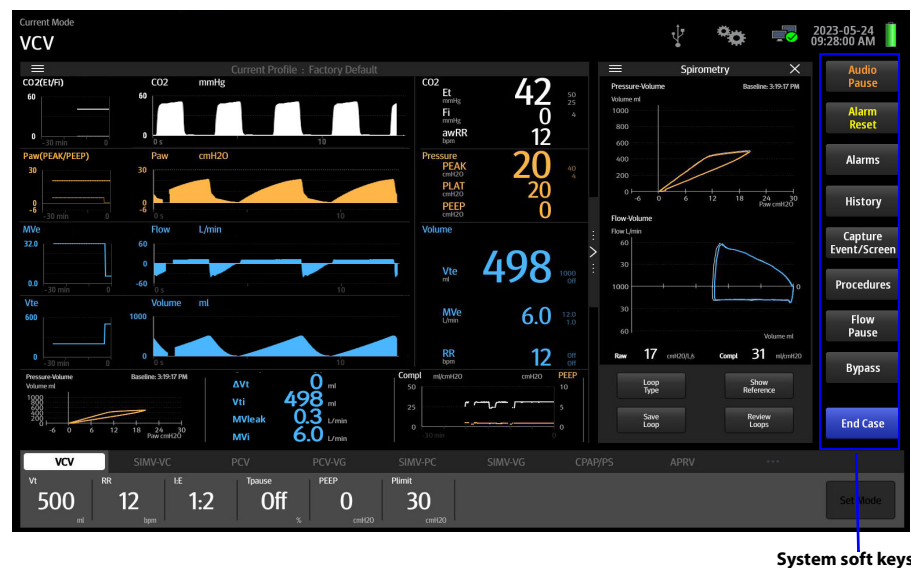 Current Mode
VCV
2023-05-24
09:28:00 AM
Current Profile : Factory Default
CO2(Et/Fi)
60
0
-30 min
0
CO2 mmHg
60
0
0 s
10
CO2
Et
mmHg
42
50
25
Fi
mmHg
0
4
awRR
bpm
12
Paw(PEAK/PEEP)
30
0
-6
-30 min
0
Paw cmH2O
30
0
-6
0 s
10
Pressure
PEAK
cmH2O
20
40
4
PLAT
cmH2O
20
PEEP
cmH2O
0
MVe
32.0
0.0
-30 min
0
Flow L/min
60
0
-60
0 s
10
Volume
Vte
ml
498
1000
Off
MVe
L/min
6.0
12.0
1.0
RR
bpm
12
Off
Off
Vte
600
0
-30 min
0
Volume ml
1000
0
0 s
10
Pressure-Volume
Baseline: 3:19:17 PM
Volume ml
1000
800
600
400
200
0
-6 0 6 12 18 24 30
Paw cmH2O
ΔVt 0 ml
Vti 498 ml
MVleak 0.3 L/min
MVi 6.0 L/min
Compl ml/cmH20
cmH20 PEEP
50
25
0
10
5
0
-30 min
0
Spirometry
Pressure-Volume
Baseline: 3:19:17 PM
Volume ml
1000
800
600
400
200
0
-6 0 6 12 18 24 30
Paw cmH2O
Flow-Volume
Flow L/min
60
30
1000
0
30
60
Volume ml
Raw 17 cmH20/L/s Compl 31 ml/cmH20
Loop
Type
Show
Reference
Save
Loop
Review
Loops
Audio
Pause
Alarm
Reset
Alarms
History
Capture
Event/Screen
Procedures
Flow
Pause
Bypass
End Case
VCV SIMV-VC PCV PCV-VG SIMV-PC SIMV-VG CPAP/PS APRV
Vt
500
ml
RR
12
bpm
I:E
1:2
Tpause
Off
%
PEEP
0
cmH20
Plimit
30
cmH20
Set Mode
System soft keys